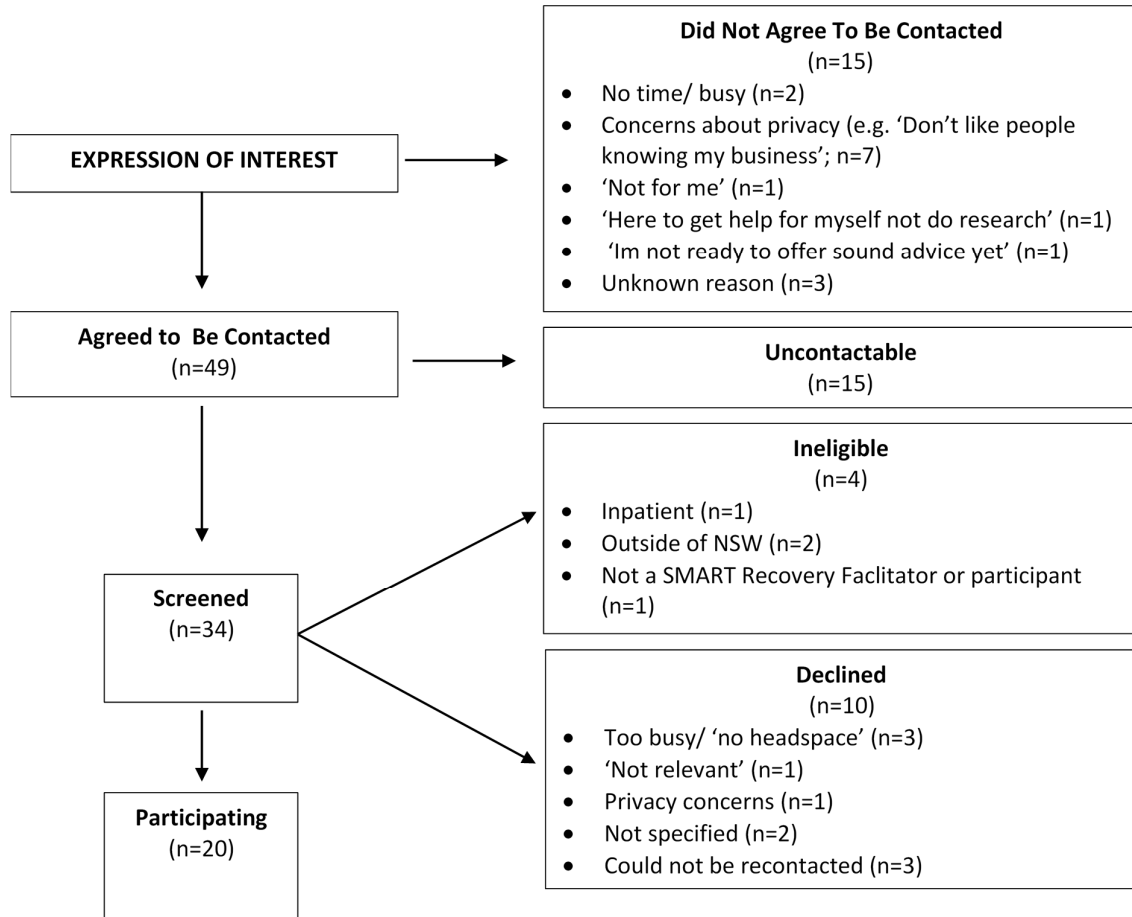 EXPRESSION OF INTEREST
Did Not Agree To Be Contacted
(n=15)
• No time/ busy (n=2)
• Concerns about privacy (e.g. ‘Don’t like people
knowing my business’; n=7)
• ‘Not for me’ (n=1)
• ‘Here to get help for myself not do research’ (n=1)
• ‘Im not ready to offer sound advice yet’ (n=1)
• Unknown reason (n=3)
Agreed to Be Contacted
(n=49)
Uncontactable
(n=15)
Screened
(n=34)
Ineligible
(n=4)
• Inpatient (n=1)
• Outside of NSW (n=2)
• Not a SMART Recovery Faclitator or participant
(n=1)
Declined
(n=10)
• Too busy/ ‘no headspace’ (n=3)
• ‘Not relevant’ (n=1)
• Privacy concerns (n=1)
• Not specified (n=2)
• Could not be recontacted (n=3)
Participating
(n=20)